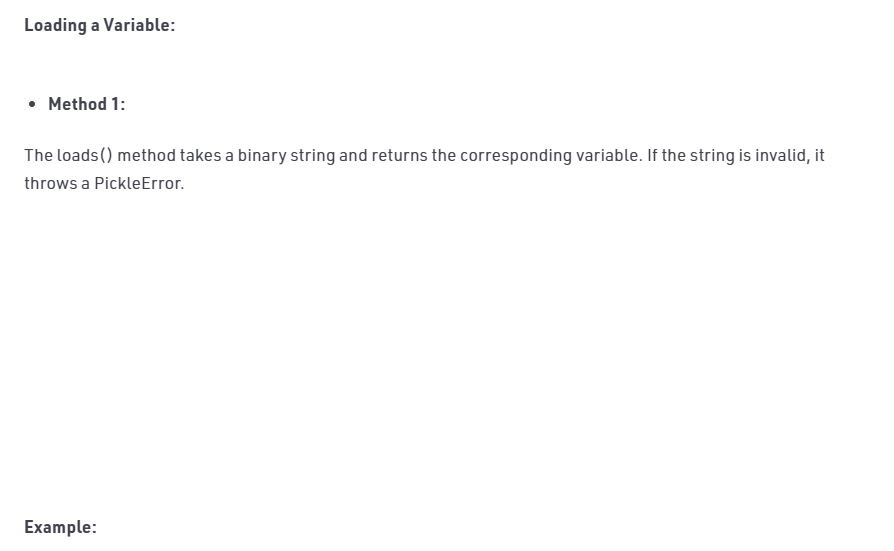 Loading a Variable:
• Method 1:
The loads() method takes a binary string and returns the corresponding variable. If the string is invalid, it
throws a PickleError.
Example: